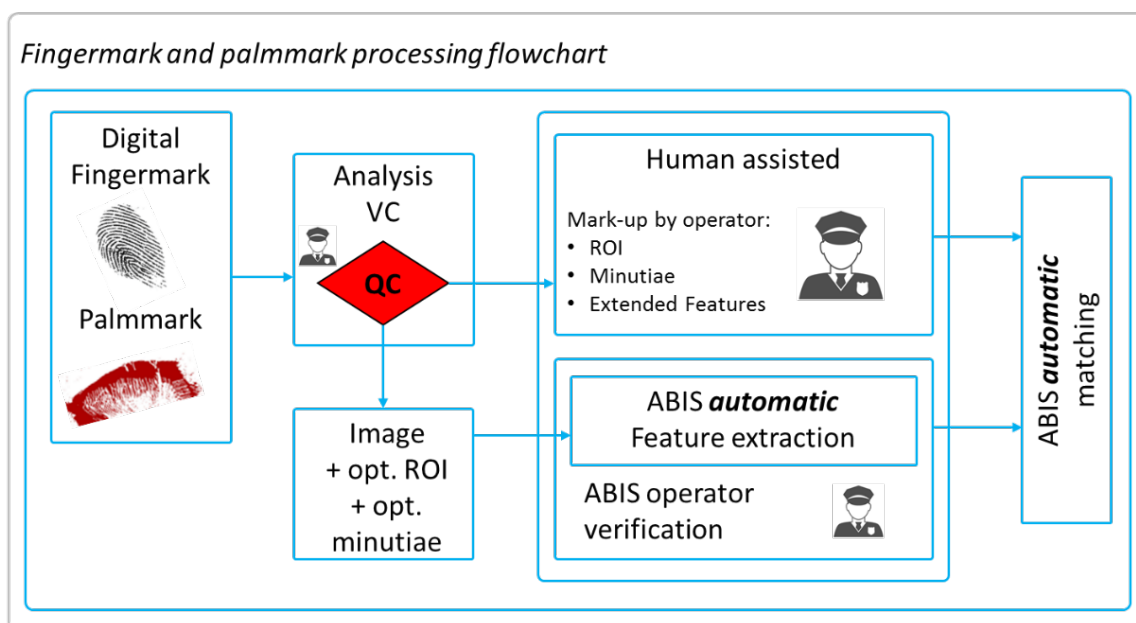 Fingermark and palmmark processing flowchart
Digital
Fingermark
Palmmark
Analysis
VC
QC
Image
+ opt. ROI
+ opt.
minutiae
Human assisted
Mark-up by operator:
• ROI
• Minutiae
• Extended Features
ABIS automatic
Feature extraction
ABIS operator
verification
ABIS automatic
matching